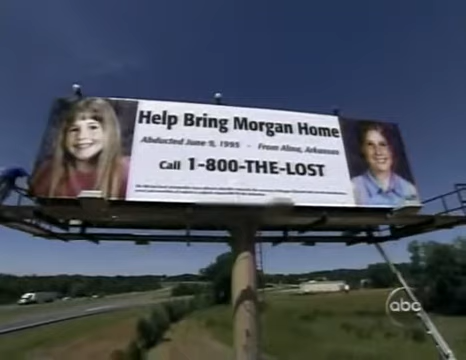 Help Bring Morgan Home
Abducted June 9, 1995 - From Alma, Arkansas
Call 1-800-THE-LOST
abc